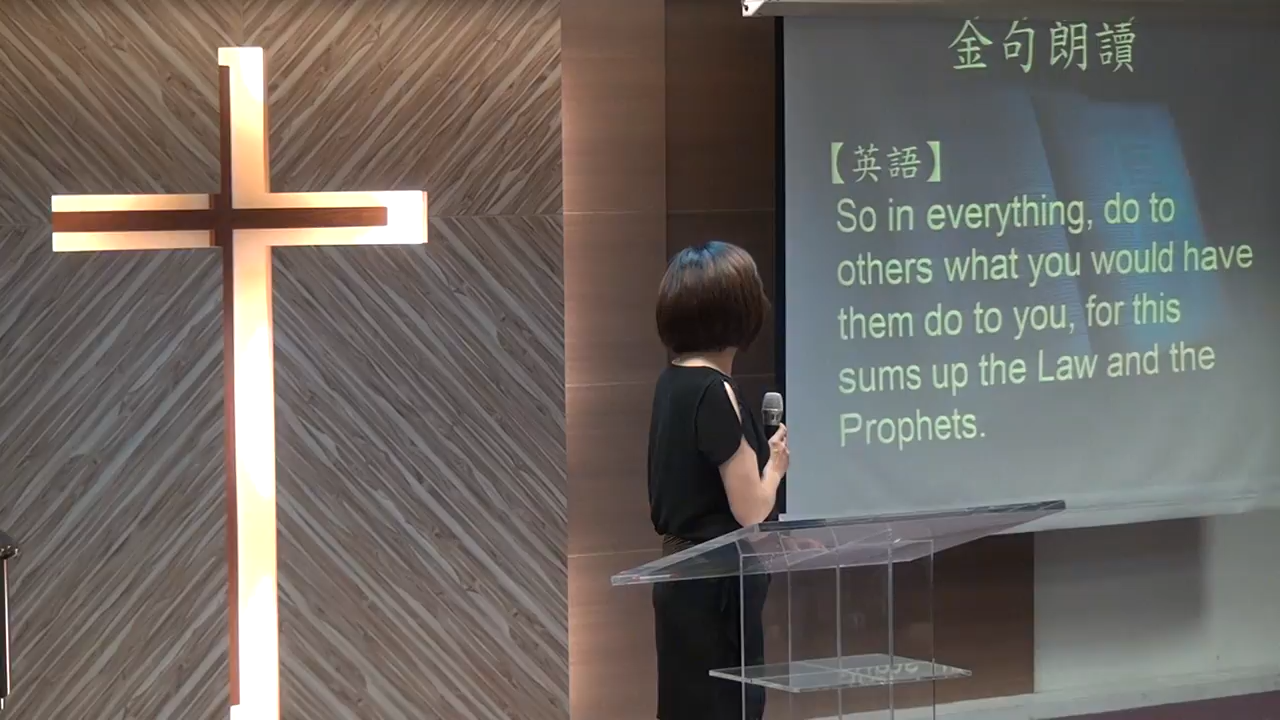 金句朗讀
【英語】
So in everything, do to
others what you would have
them do to you, for this
sums up the Law and the
Prophets.